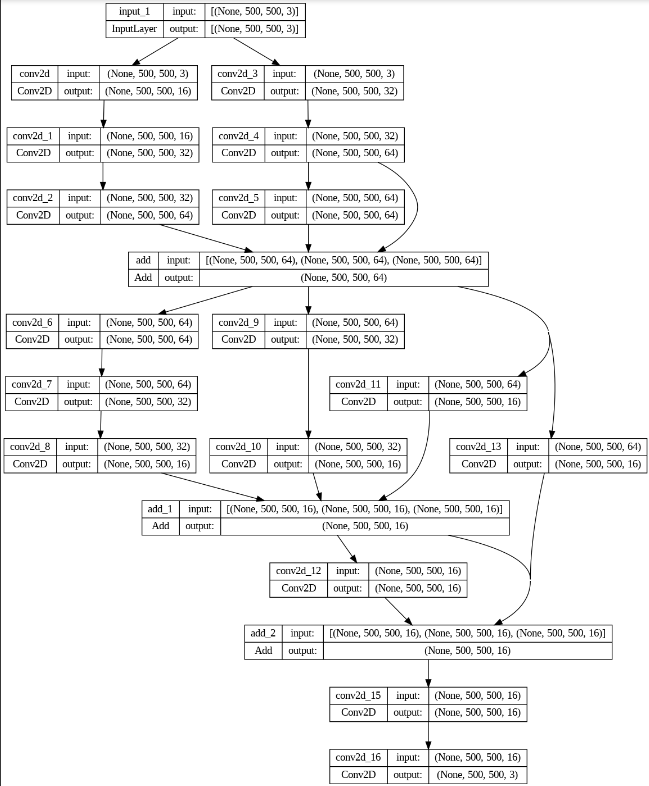 input_1 input: [(None, 500, 500, 3)]
InputLayer output: [(None, 500, 500, 3)]
conv2d input: (None, 500, 500, 3)
Conv2D output: (None, 500, 500, 16)
conv2d_3 input: (None, 500, 500, 3)
Conv2D output: (None, 500, 500, 32)
conv2d_1 input: (None, 500, 500, 16)
Conv2D output: (None, 500, 500, 32)
conv2d_4 input: (None, 500, 500, 32)
Conv2D output: (None, 500, 500, 64)
conv2d_2 input: (None, 500, 500, 32)
Conv2D output: (None, 500, 500, 64)
conv2d_5 input: (None, 500, 500, 64)
Conv2D output: (None, 500, 500, 64)
add input: [(None, 500, 500, 64), (None, 500, 500, 64), (None, 500, 500, 64)]
Add output: (None, 500, 500, 64)
conv2d_6 input: (None, 500, 500, 64)
Conv2D output: (None, 500, 500, 64)
conv2d_9 input: (None, 500, 500, 64)
Conv2D output: (None, 500, 500, 32)
conv2d_7 input: (None, 500, 500, 64)
Conv2D output: (None, 500, 500, 32)
conv2d_11 input: (None, 500, 500, 64)
Conv2D output: (None, 500, 500, 16)
conv2d_8 input: (None, 500, 500, 32)
Conv2D output: (None, 500, 500, 16)
conv2d_10 input: (None, 500, 500, 32)
Conv2D output: (None, 500, 500, 16)
conv2d_13 input: (None, 500, 500, 64)
Conv2D output: (None, 500, 500, 16)
add_1 input: [(None, 500, 500, 16), (None, 500, 500, 16), (None, 500, 500, 16)]
Add output: (None, 500, 500, 16)
conv2d_12 input: (None, 500, 500, 16)
Conv2D output: (None, 500, 500, 16)
add_2 input: [(None, 500, 500, 16), (None, 500, 500, 16), (None, 500, 500, 16)]
Add output: (None, 500, 500, 16)
conv2d_15 input: (None, 500, 500, 16)
Conv2D output: (None, 500, 500, 16)
conv2d_16 input: (None, 500, 500, 16)
Conv2D output: (None, 500, 500, 3)